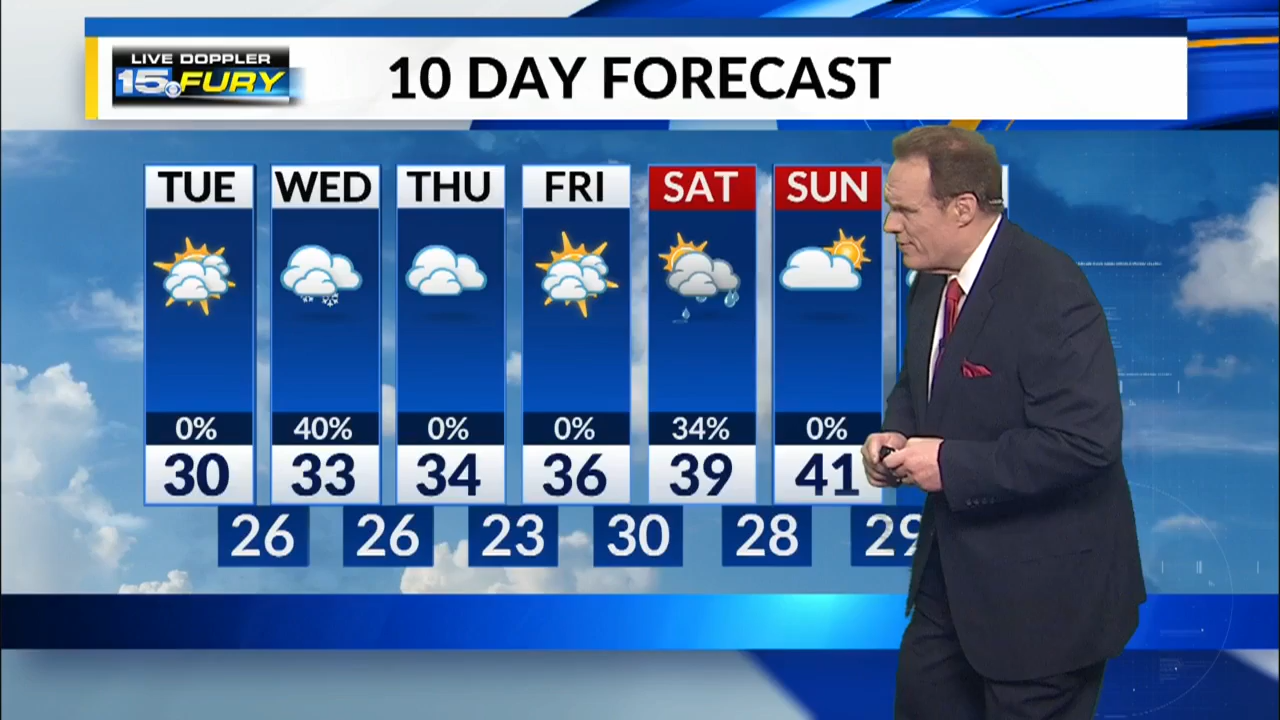 LIVE DOPPLER
15 FURY
10 DAY FORECAST
TUE WED THU FRI SAT SUN
0% 40% 0% 0% 34% 0%
30 33 34 36 39 41
26 26 23 30 28 29